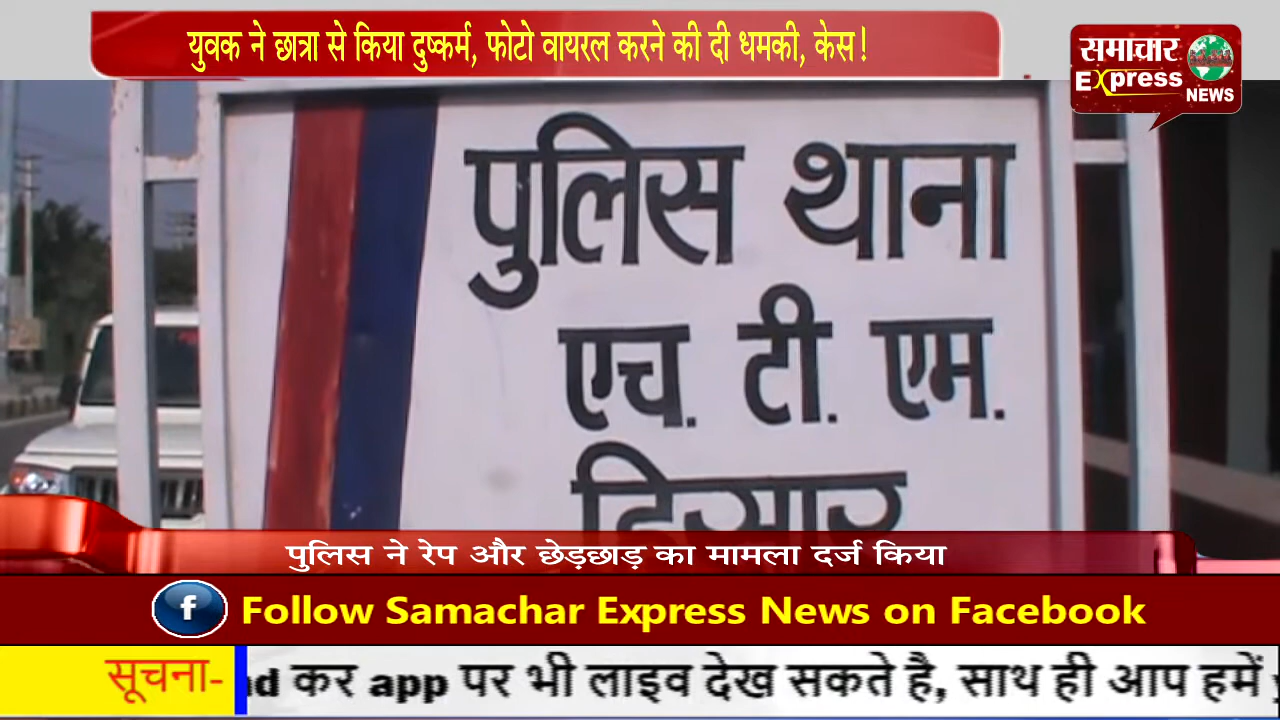 युवक ने छात्रा से किया दुष्कर्म, फोटो वायरल करने की दी धमकी, केस!
समाचार
Express
NEWS
पुलिस थाना
एच. टी. एम.
हिसार
पुलिस ने रेप और छेड़छाड़ का मामला दर्ज किया
f Follow Samachar Express News on Facebook
सूचना- d कर app पर भी लाइव देख सकते है, साथ ही आप हमें